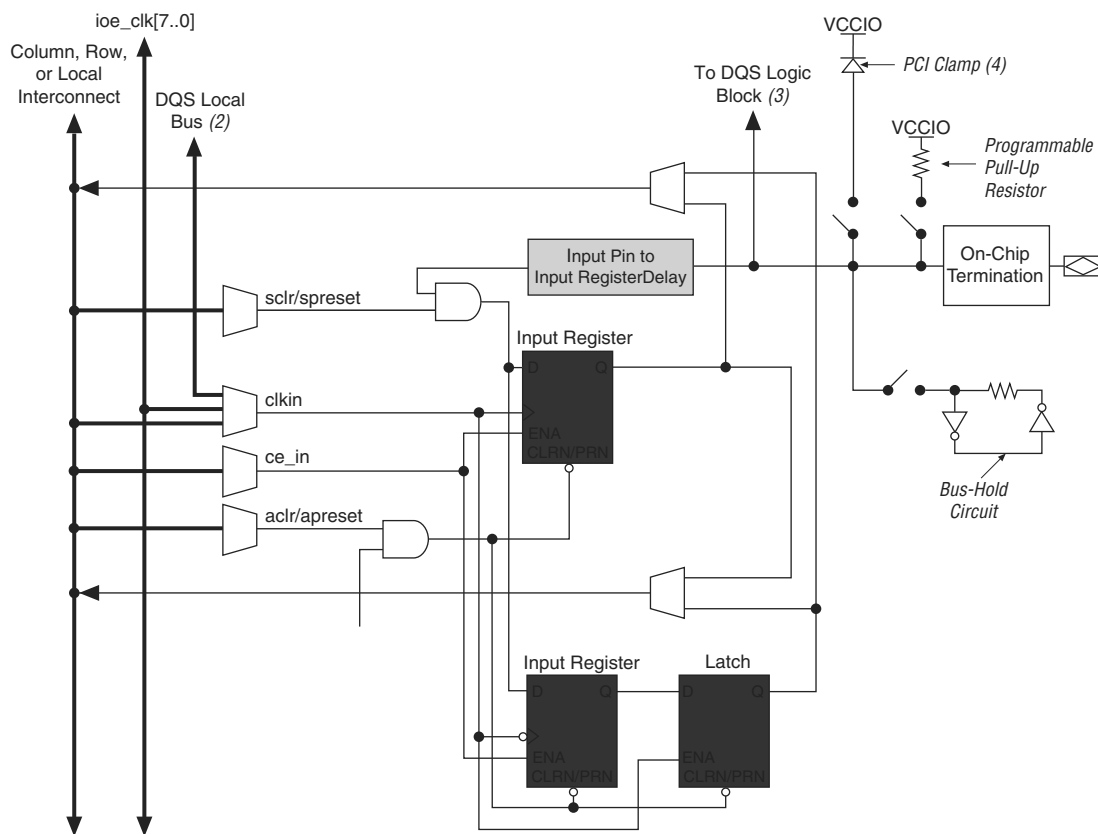 ioe_clk[7..0]
Column, Row,
or Local
Interconnect
DQS Local
Bus (2)
To DQS Logic
Block (3)
VCCIO
PCI Clamp (4)
VCCIO
Programmable
Pull-Up
Resistor
Input Pin to
Input RegisterDelay
On-Chip
Termination
sclr/spreset
Input Register
D
Q
clkin
ENA
CLRN/PRN
ce_in
aclr/apreset
Bus-Hold
Circuit
Input Register
D
Q
ENA
CLRN/PRN
Latch
D
Q
ENA
CLRN/PRN